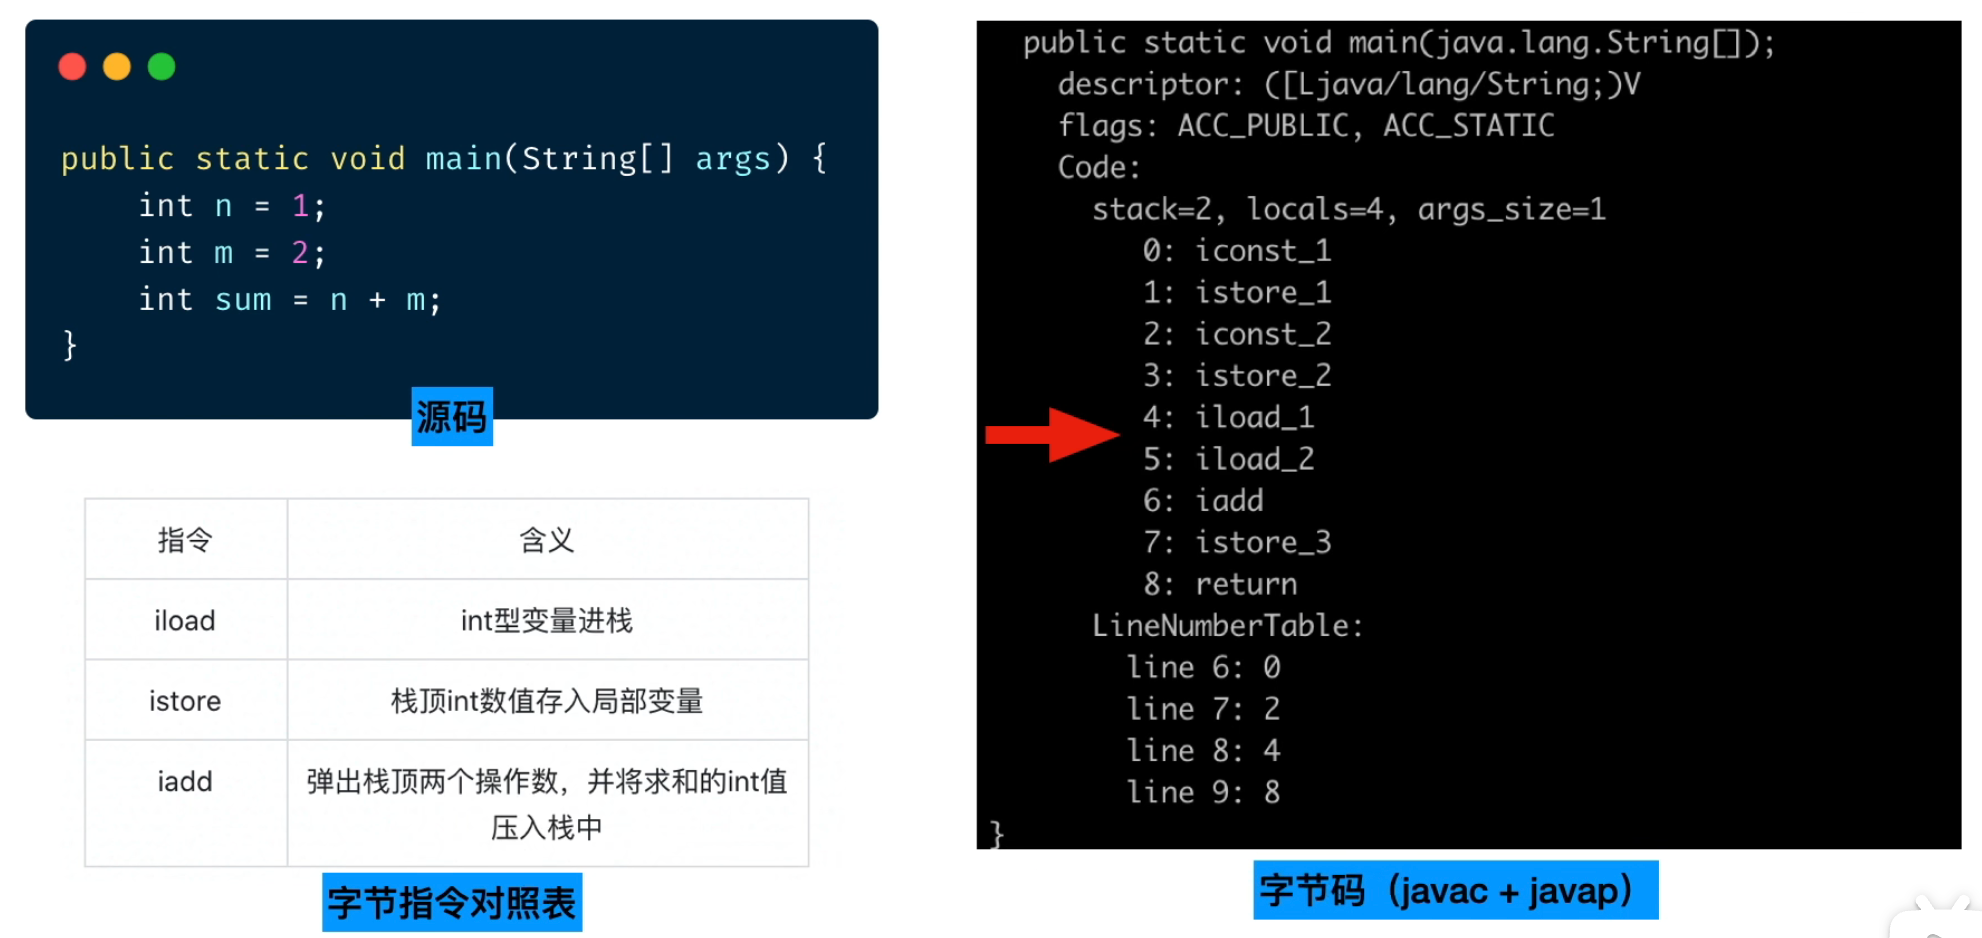 public static void main(String[] args) {
int n = 1;
int m = 2;
int sum = n + m;
}
源码
指令 含义
iload int型变量进栈
istore 栈顶int数值存入局部变量
iadd 弹出栈顶两个操作数，并将求和的int值
压入栈中
字节指令对照表
public static void main(java.lang.String[]);
descriptor: ([Ljava/lang/String;)V
flags: ACC_PUBLIC, ACC_STATIC
Code:
stack=2, locals=4, args_size=1
0: iconst_1
1: istore_1
2: iconst_2
3: istore_2
4: iload_1
5: iload_2
6: iadd
7: istore_3
8: return
LineNumberTable:
line 6: 0
line 7: 2
line 8: 4
line 9: 8
}
字节码（javac + javap）